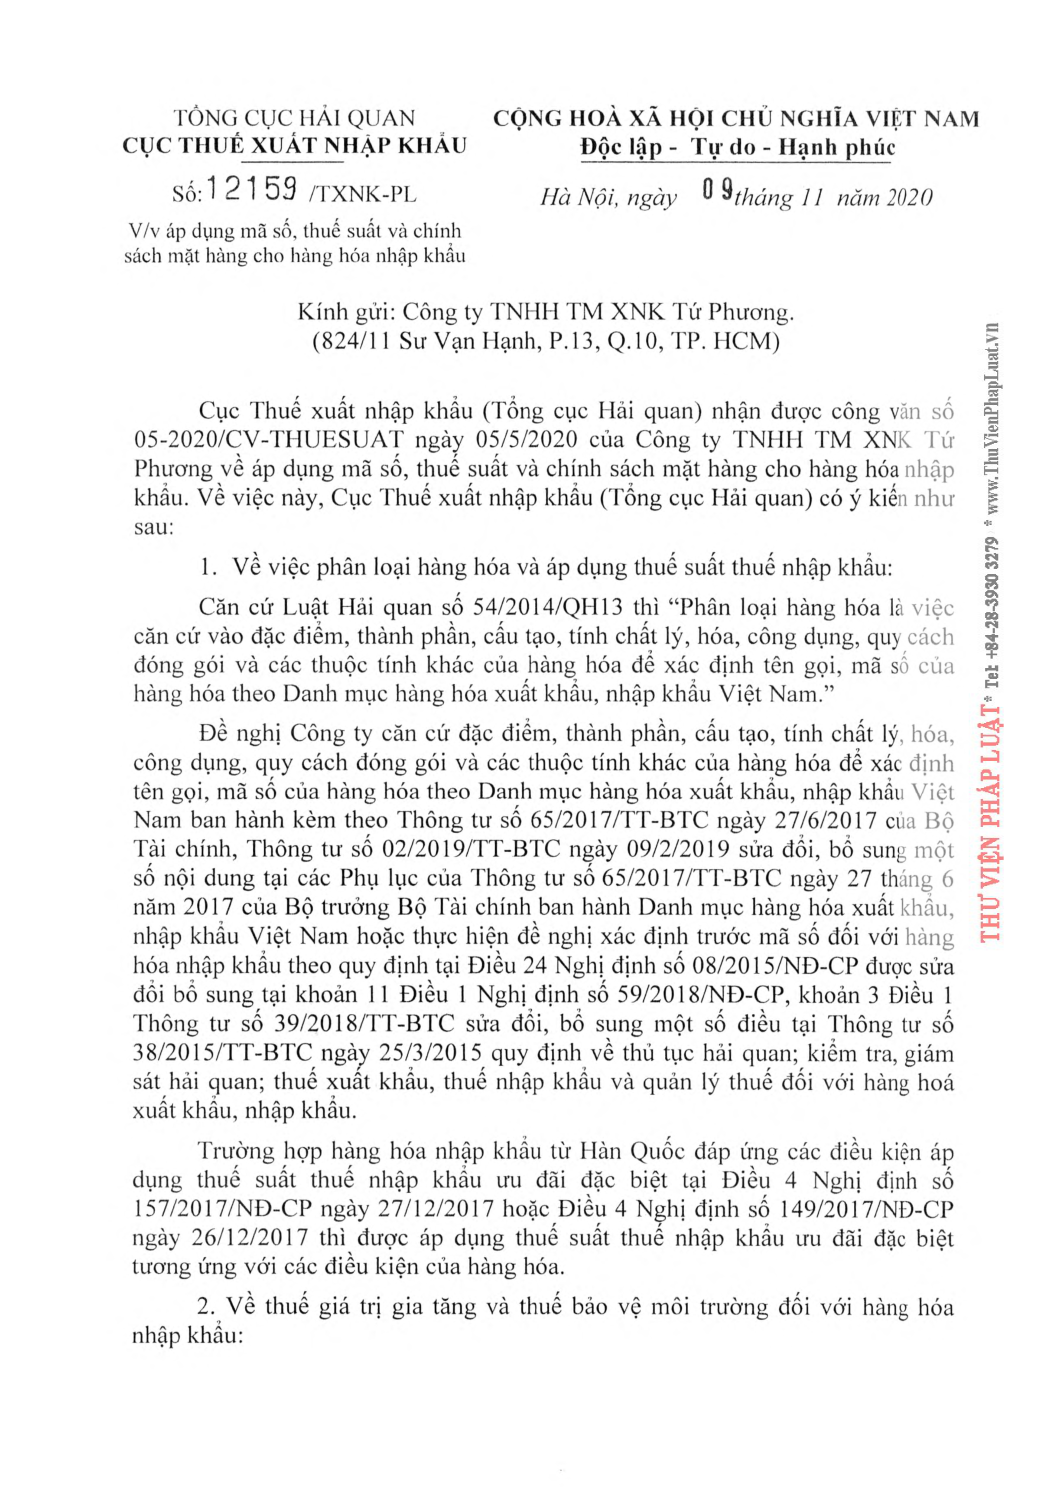 TỔNG CỤC HẢI QUAN
CỤC THUẾ XUẤT NHẬP KHẨU
Số: 12159 /TXNK-PL
V/v áp dụng mã số, thuế suất và chính
sách mặt hàng cho hàng hóa nhập khẩu
CỘNG HOÀ XÃ HỘI CHỦ NGHĨA VIỆT NAM
Độc lập - Tự do - Hạnh phúc
Hà Nội, ngày 09 tháng 11 năm 2020
Kính gửi: Công ty TNHH TM XNK Tứ Phương.
(824/11 Sư Vạn Hạnh, P.13, Q.10, TP. HCM)
Cục Thuế xuất nhập khẩu (Tổng cục Hải quan) nhận được công văn số
05-2020/CV-THUESUAT ngày 05/5/2020 của Công ty TNHH TM XNK Tứ
Phương về áp dụng mã số, thuế suất và chính sách mặt hàng cho hàng hóa nhập
khẩu. Về việc này, Cục Thuế xuất nhập khẩu (Tổng cục Hải quan) có ý kiến như
sau:
1. Về việc phân loại hàng hóa và áp dụng thuế suất thuế nhập khẩu:
Căn cứ Luật Hải quan số 54/2014/QH13 thì “Phân loại hàng hóa là việc
căn cứ vào đặc điểm, thành phần, cấu tạo, tính chất lý, hóa, công dụng, quy cách
đóng gói và các thuộc tính khác của hàng hóa để xác định tên gọi, mã số của
hàng hóa theo Danh mục hàng hóa xuất khẩu, nhập khẩu Việt Nam.”
Đề nghị Công ty căn cứ đặc điểm, thành phần, cấu tạo, tính chất lý, hóa,
công dụng, quy cách đóng gói và các thuộc tính khác của hàng hóa để xác định
tên gọi, mã số của hàng hóa theo Danh mục hàng hóa xuất khẩu, nhập khẩu Việt
Nam ban hành kèm theo Thông tư số 65/2017/TT-BTC ngày 27/6/2017 của Bộ
Tài chính, Thông tư số 02/2019/TT-BTC ngày 09/2/2019 sửa đổi, bổ sung một
số nội dung tại các Phụ lục của Thông tư số 65/2017/TT-BTC ngày 27 tháng 6
năm 2017 của Bộ trưởng Bộ Tài chính ban hành Danh mục hàng hóa xuất khẩu,
nhập khẩu Việt Nam hoặc thực hiện đề nghị xác định trước mã số đối với hàng
hóa nhập khẩu theo quy định tại Điều 24 Nghị định số 08/2015/NĐ-CP được sửa
đổi bổ sung tại khoản 11 Điều 1 Nghị định số 59/2018/NĐ-CP, khoản 3 Điều 1
Thông tư số 39/2018/TT-BTC sửa đổi, bổ sung một số điều tại Thông tư số
38/2015/TT-BTC ngày 25/3/2015 quy định về thủ tục hải quan; kiểm tra, giám
sát hải quan; thuế xuất khẩu, thuế nhập khẩu và quản lý thuế đối với hàng hoá
xuất khẩu, nhập khẩu.
Trường hợp hàng hóa nhập khẩu từ Hàn Quốc đáp ứng các điều kiện áp
dụng thuế suất thuế nhập khẩu ưu đãi đặc biệt tại Điều 4 Nghị định số
157/2017/NĐ-CP ngày 27/12/2017 hoặc Điều 4 Nghị định số 149/2017/NĐ-CP
ngày 26/12/2017 thì được áp dụng thuế suất thuế nhập khẩu ưu đãi đặc biệt
tương ứng với các điều kiện của hàng hóa.
2. Về thuế giá trị gia tăng và thuế bảo vệ môi trường đối với hàng hóa
nhập khẩu:
THƯ VIỆN PHÁP LUẬT * Tel: +84-28-3930 3279 * www.ThuVienPhapLuat.vn